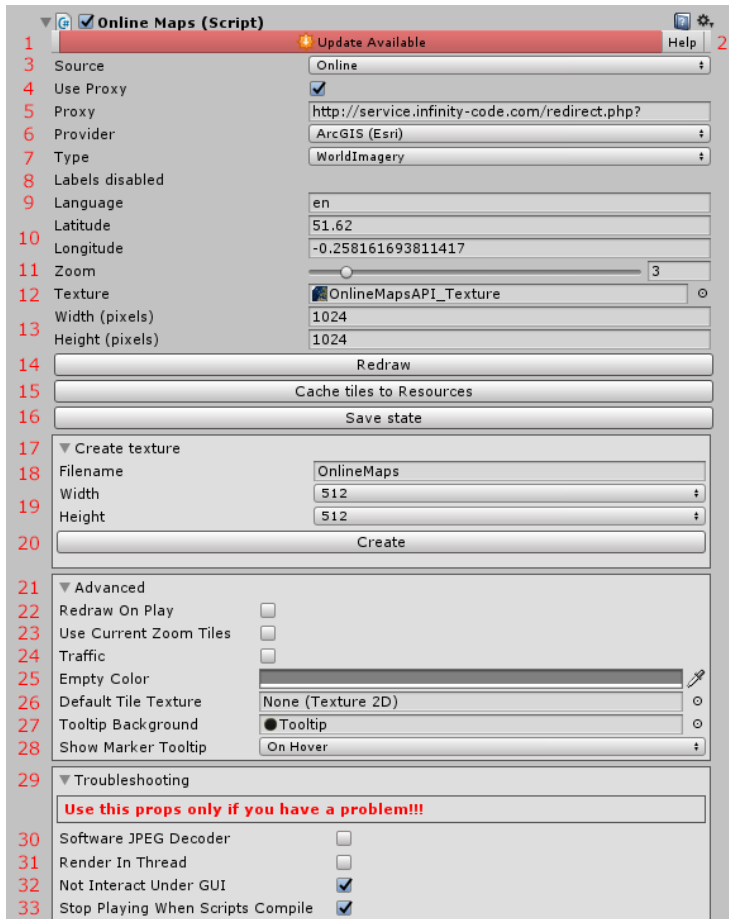 Online Maps (Script)
1 Update Available Help 2
3 Source Online
4 Use Proxy
5 Proxy http://service.infinity-code.com/redirect.php?
6 Provider ArcGIS (Esri)
7 Type WorldImagery
8 Labels disabled
9 Language en
Latitude 51.62
10
Longitude -0.258161693811417
11 Zoom 3
12 Texture OnlineMapsAPI_Texture
Width (pixels) 1024
13
Height (pixels) 1024
14 Redraw
15 Cache tiles to Resources
16 Save state
17 Create texture
18 Filename OnlineMaps
Width 512
19
Height 512
20 Create
21 Advanced
22 Redraw On Play
23 Use Current Zoom Tiles
24 Traffic
25 Empty Color
26 Default Tile Texture None (Texture 2D)
27 Tooltip Background Tooltip
28 Show Marker Tooltip On Hover
29 Troubleshooting
Use this props only if you have a problem!!!
30 Software JPEG Decoder
31 Render In Thread
32 Not Interact Under GUI
33 Stop Playing When Scripts Compile